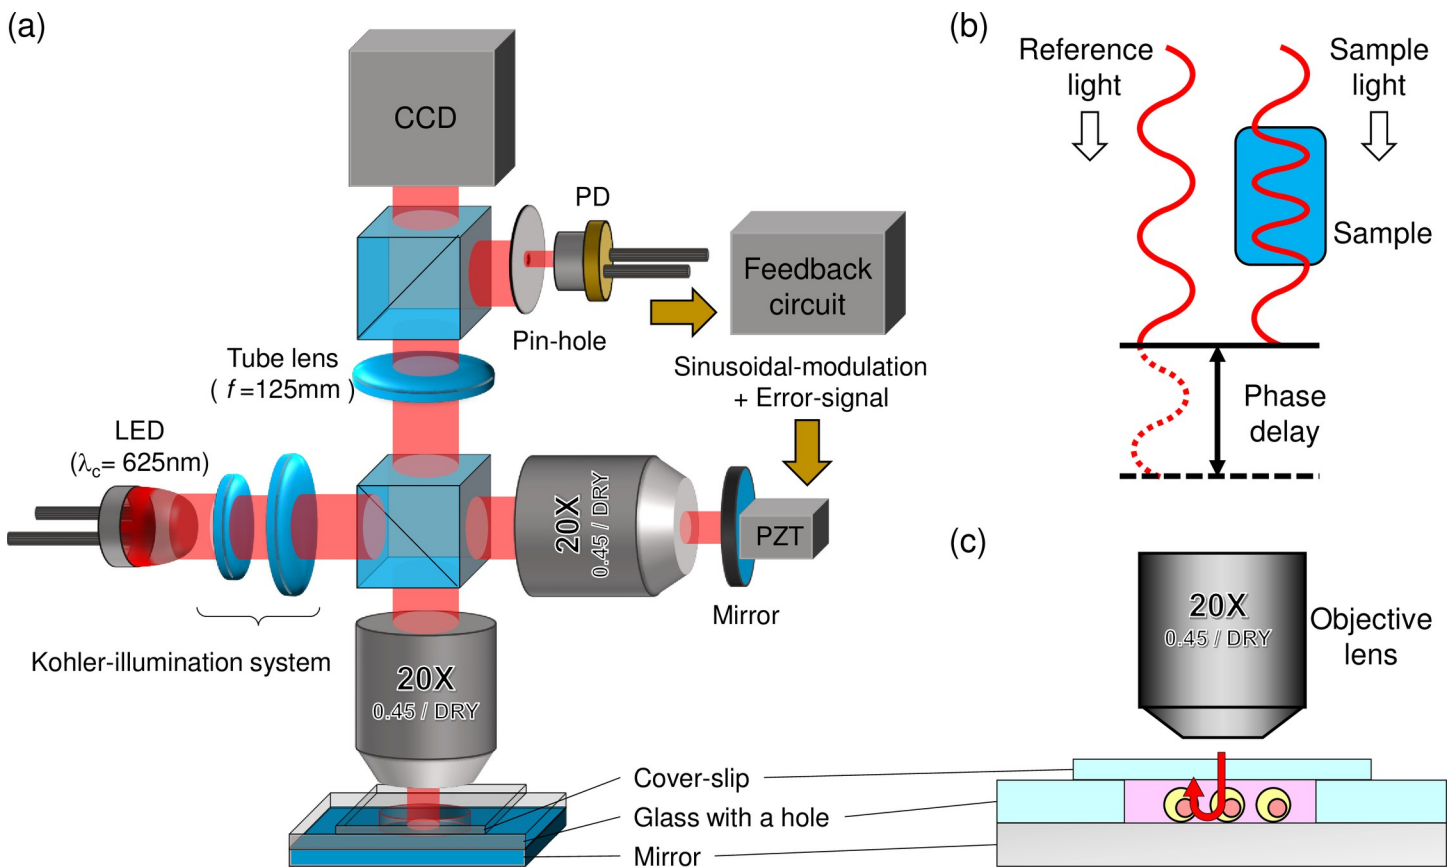 (a)
CCD
PD
Feedback
circuit
Pin-hole
Tube lens
( f =125mm )
Sinusoidal-modulation
+ Error-signal
LED
(λc= 625nm)
20X
0.45 / DRY
PZT
Mirror
Kohler-illumination system
20X
0.45 / DRY
Cover-slip
Glass with a hole
Mirror
(b)
Reference
light
Sample
light
Sample
Phase
delay
(c)
20X
0.45 / DRY
Objective
lens